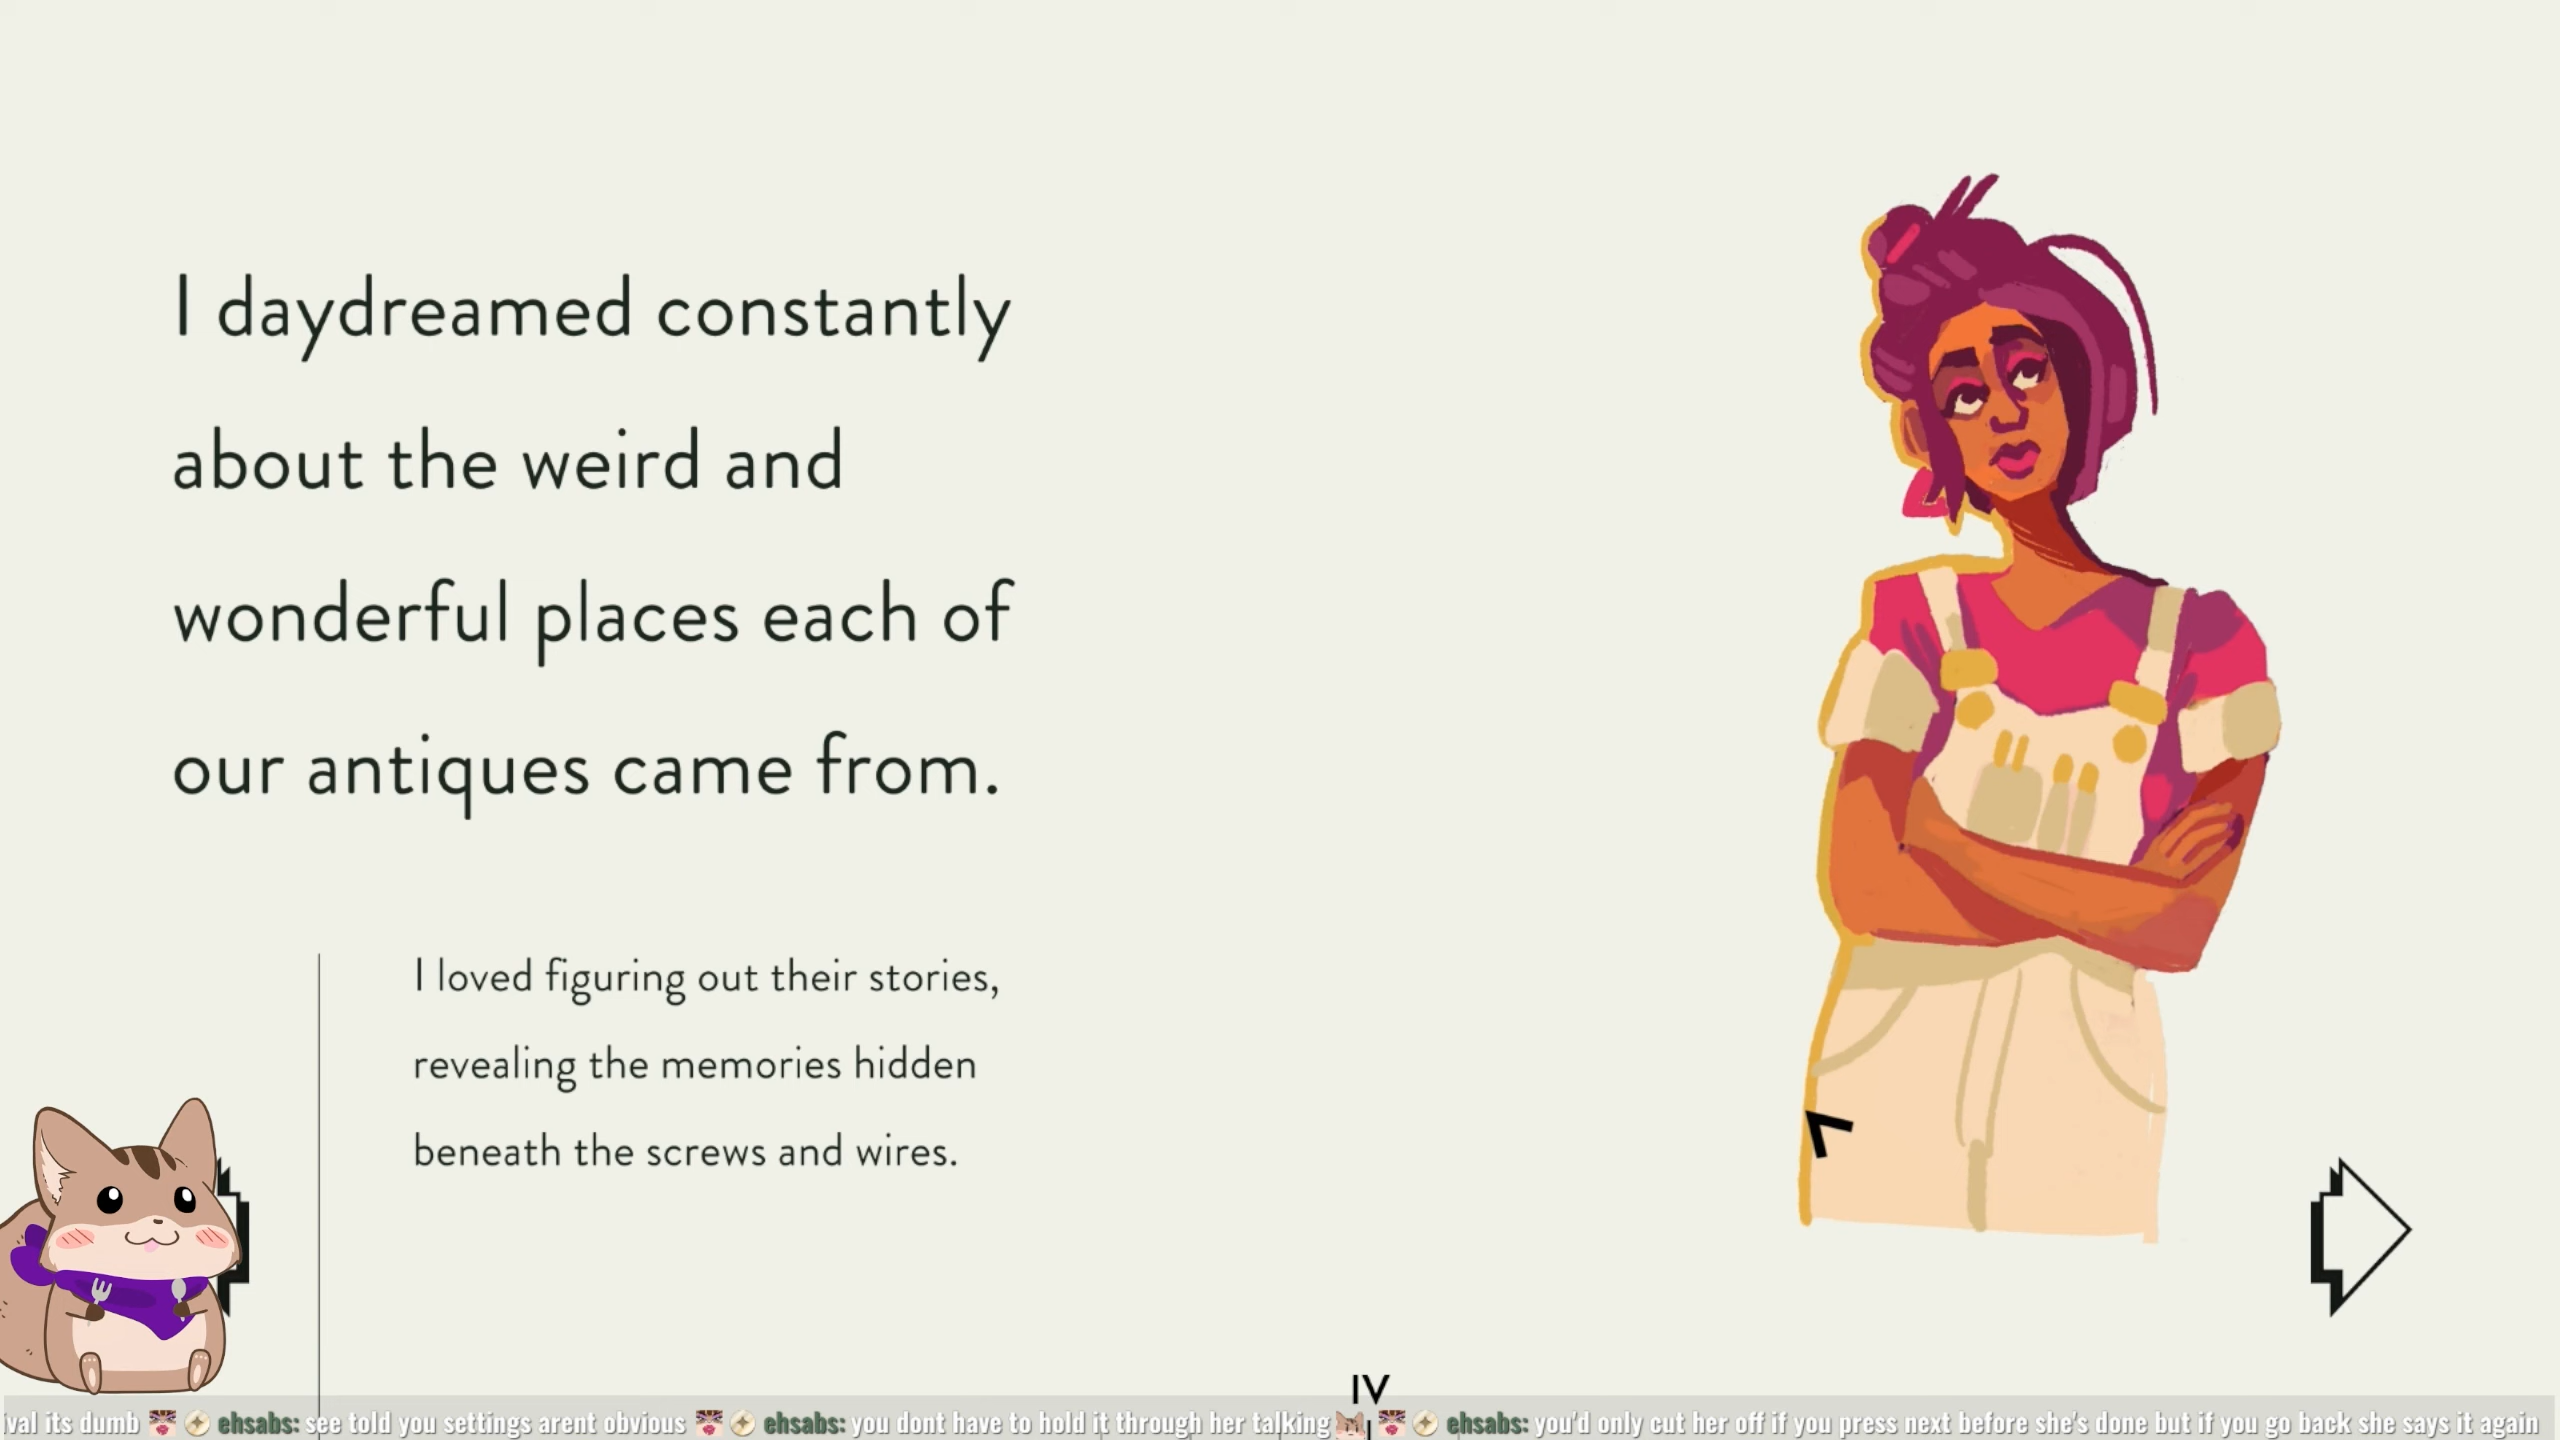 I daydreamed constantly
about the weird and
wonderful places each of
our antiques came from.
I loved figuring out their stories,
revealing the memories hidden
beneath the screws and wires.
IV
ival its dumb ehsabs: see told you settings arent obvious ehsabs: you dont have to hold it through her talking ehsabs: you'd only cut her off if you press next before she's done but if you go back she says it again